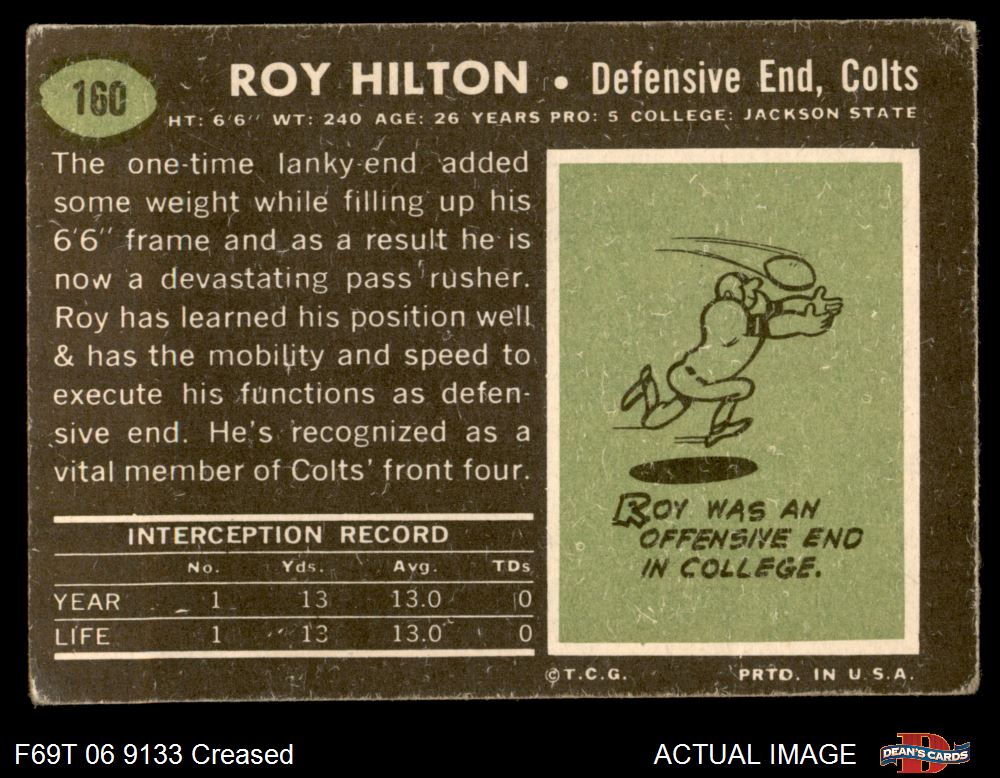 160
ROY HILTON • Defensive End, Colts
HT: 6'6" WT: 240 AGE: 26 YEARS PRO: 5 COLLEGE: JACKSON STATE
The one-time lanky-end added
some weight while filling up his
6'6" frame and as a result he is
now a devastating pass rusher.
Roy has learned his position well
& has the mobility and speed to
execute his functions as defen-
sive end. He's recognized as a
vital member of Colts' front four.
INTERCEPTION RECORD
No. Yds. Avg. TDs
YEAR 1 13 13.0 0
LIFE 1 13 13.0 0
ROY WAS AN
OFFENSIVE END
IN COLLEGE.
©T.C.G. PRTD. IN U.S.A.
F69T 06 9133 Creased
ACTUAL IMAGE
DEAN'S CARDS